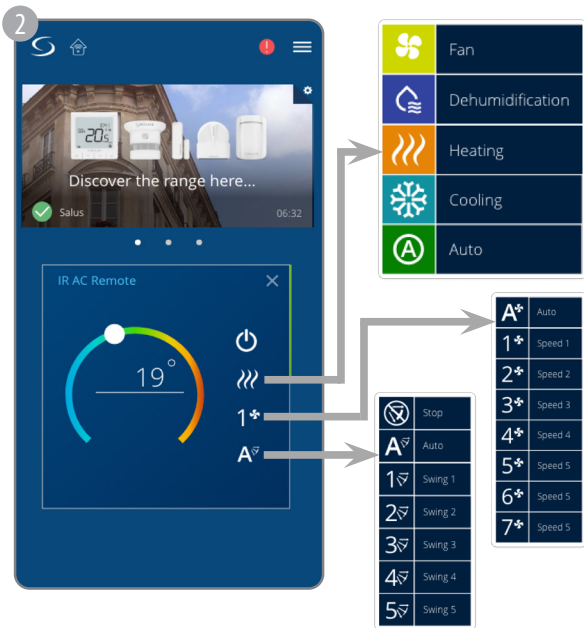 2
20.5
Discover the range here...
Salus
06:32
IR AC Remote
19°
1
A
Fan
Dehumidification
Heating
Cooling
A Auto
A Auto
1 Speed 1
2 Speed 2
3 Speed 3
4 Speed 4
5 Speed 5
6 Speed 5
7 Speed 5
Stop
A Auto
1 Swing 1
2 Swing 2
3 Swing 3
4 Swing 4
5 Swing 5